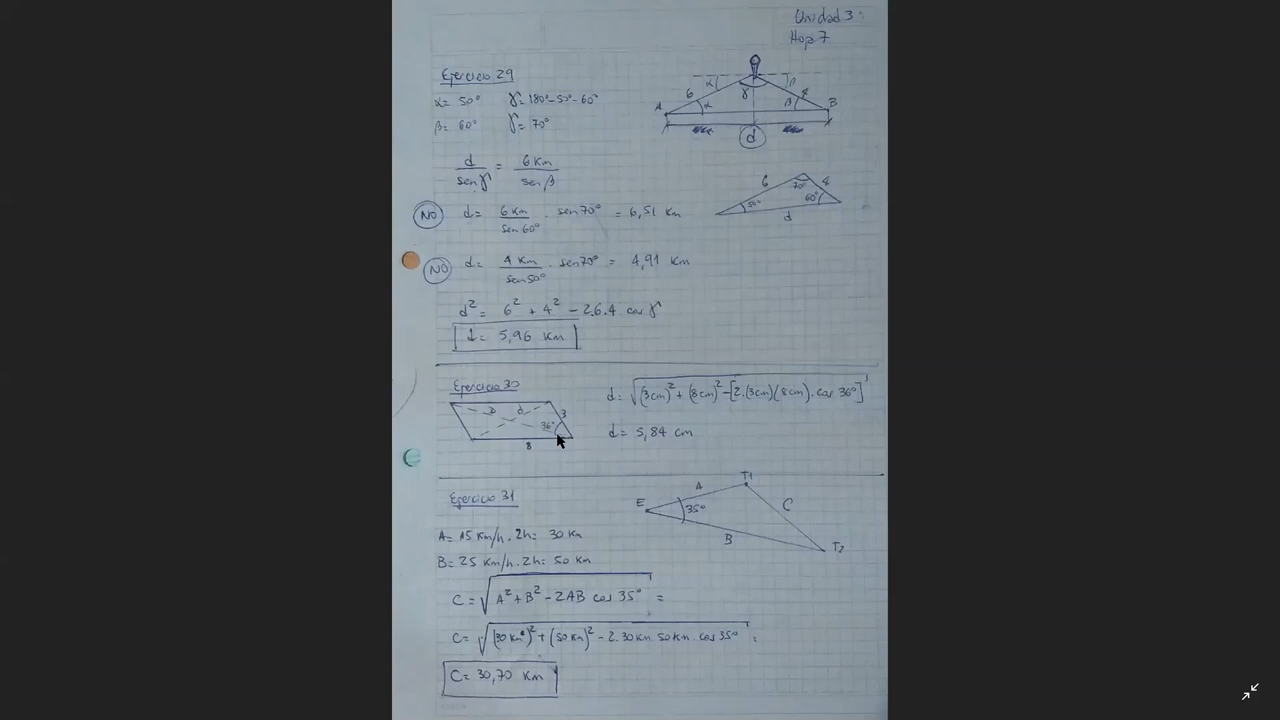 Unidad 3:
Hoja 7
Ejercicio 29
α= 50° γ= 180°-50°-60°
β= 60° γ= 70°
A 6 α α γ β β 4 B
d
d/sen γ = 6 Km/sen β
6 4 50° 70° 60° d
NO d= 6 Km/sen 60° . sen 70° = 6,51 Km
NO d= 4 Km/sen 50° . sen 70° = 4,91 Km
d² = 6² + 4² - 2.6.4 cos γ
d= 5,96 Km
Ejercicio 30
D d 3 36° 8
d= √(3cm)² + (8cm)² - [2.(3cm)(8cm).cos 36°]
d= 5,84 cm
Ejercicio 31
E A T1 35° C B T2
A= 15 Km/h . 2h= 30 Km
B= 25 Km/h . 2h= 50 Km
C= √A² + B² - 2AB cos 35° =
C= √(30 Km)² + (50 Km)² - 2.30Km.50Km.cos 35° =
C= 30,70 Km